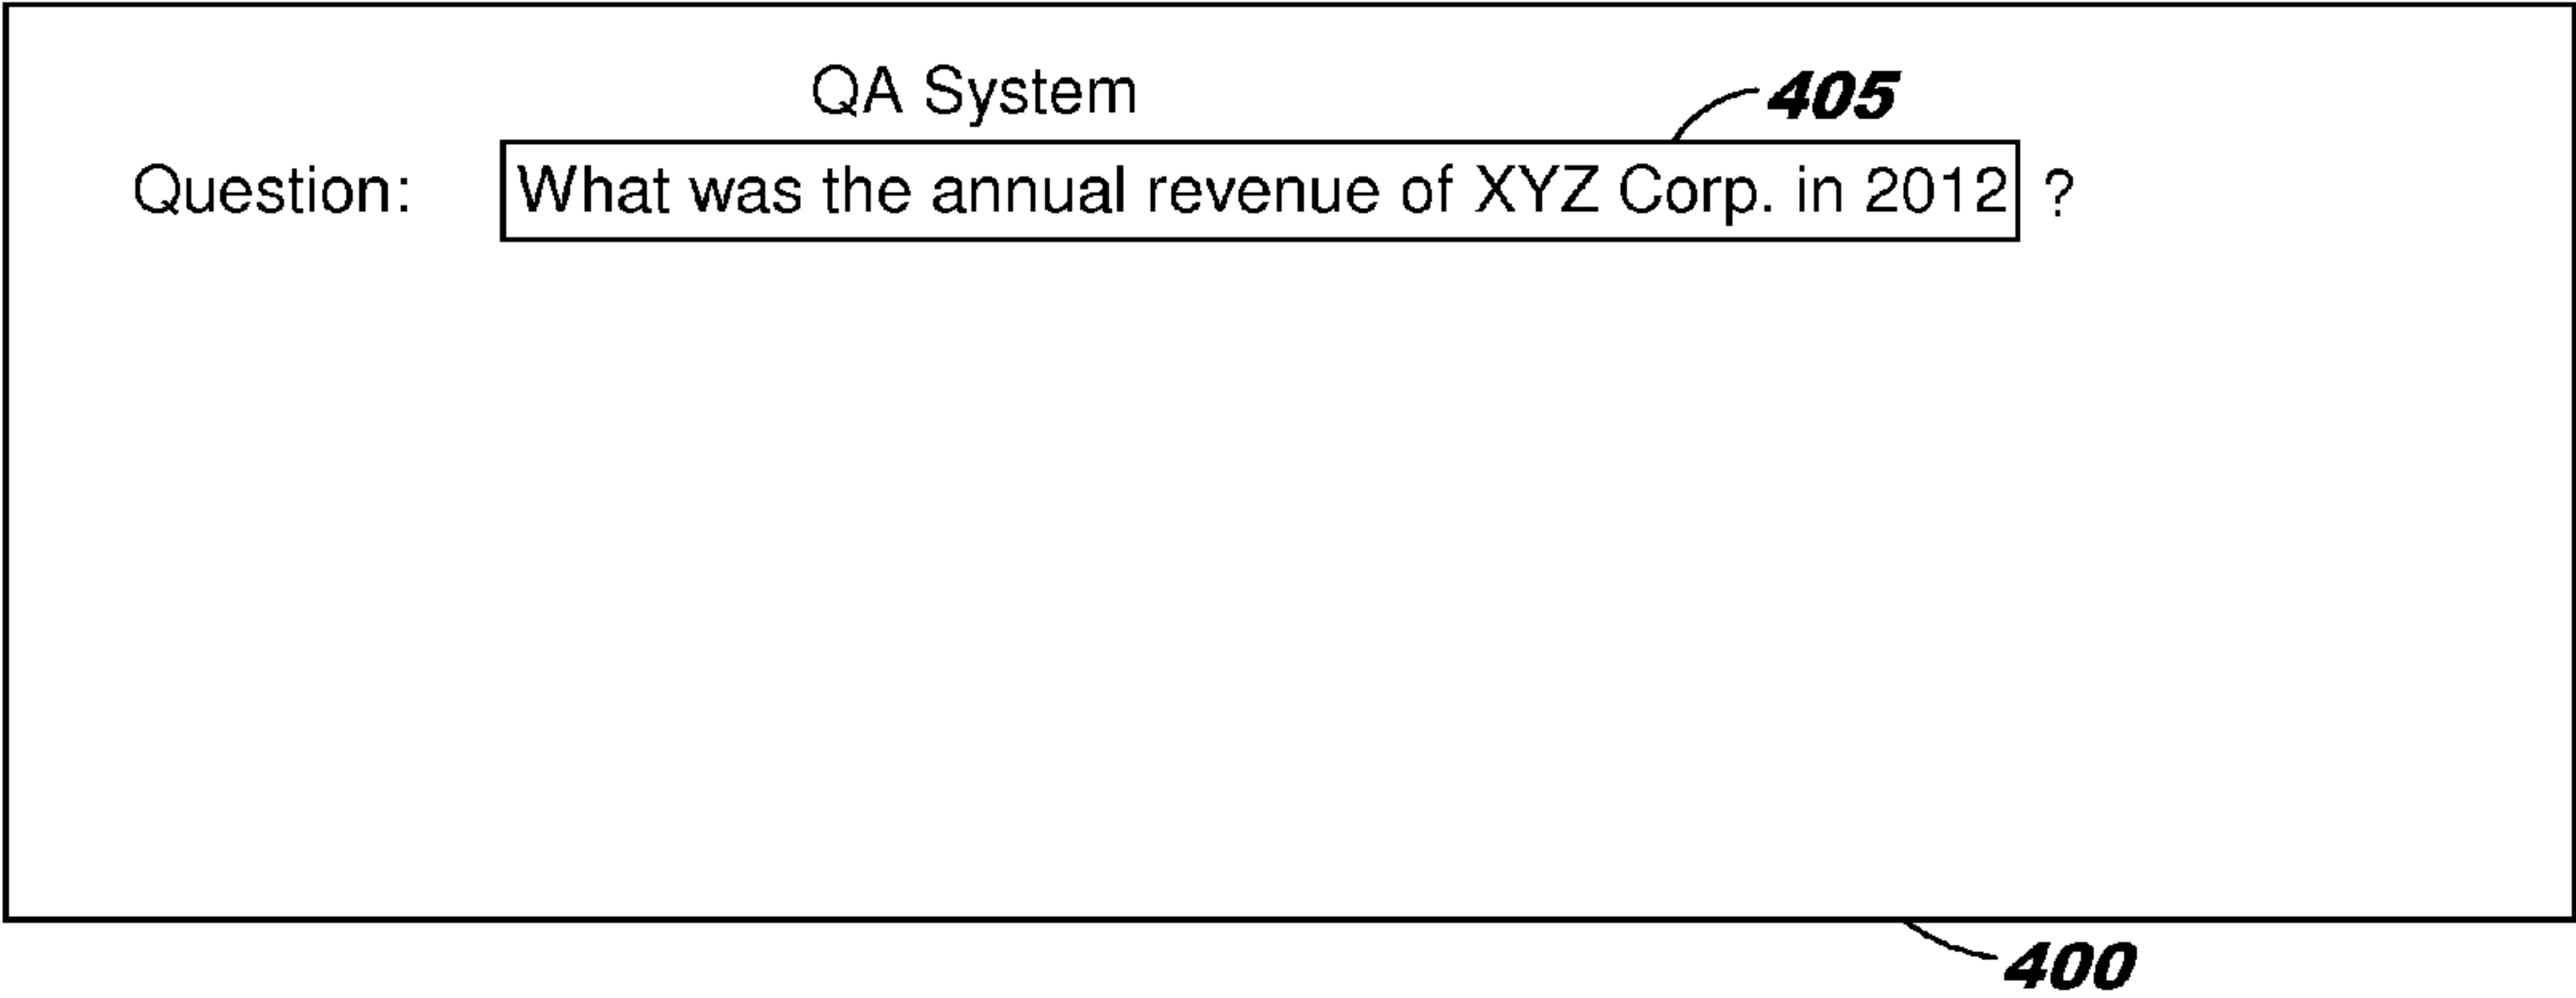 QA System
405
Question: What was the annual revenue of XYZ Corp. in 2012 ?
400